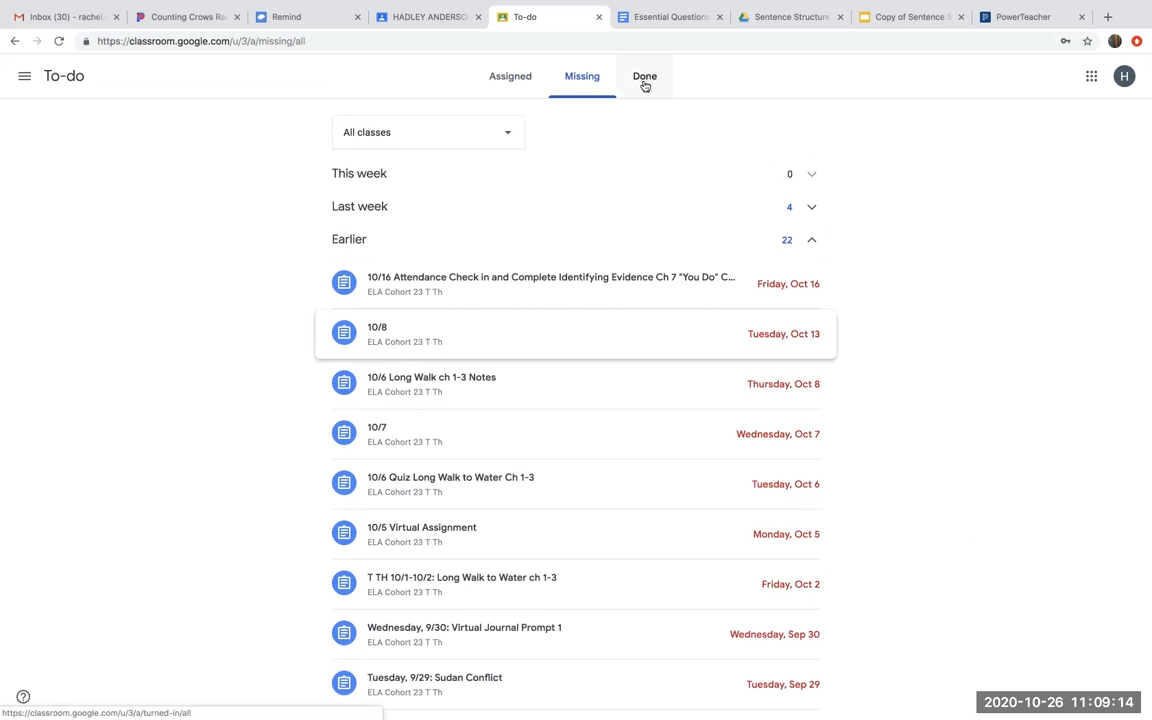 Inbox (30) - rachel.
Counting Crows Ra
Remind
HADLEY ANDERSO
To-do
Essential Question
Sentence Structure
Copy of Sentence S
PowerTeacher
https://classroom.google.com/u/3/a/missing/all
To-do
Assigned
Missing
Done
H
All classes
This week
0
Last week
4
Earlier
22
10/16 Attendance Check in and Complete Identifying Evidence Ch 7 "You Do" C...
Friday, Oct 16
ELA Cohort 23 T Th
10/8
Tuesday, Oct 13
ELA Cohort 23 T Th
10/6 Long Walk ch 1-3 Notes
Thursday, Oct 8
ELA Cohort 23 T Th
10/7
Wednesday, Oct 7
ELA Cohort 23 T Th
10/6 Quiz Long Walk to Water Ch 1-3
Tuesday, Oct 6
ELA Cohort 23 T Th
10/5 Virtual Assignment
Monday, Oct 5
ELA Cohort 23 T Th
T TH 10/1-10/2: Long Walk to Water ch 1-3
Friday, Oct 2
ELA Cohort 23 T Th
Wednesday, 9/30: Virtual Journal Prompt 1
Wednesday, Sep 30
ELA Cohort 23 T Th
Tuesday, 9/29: Sudan Conflict
Tuesday, Sep 29
ELA Cohort 23 T Th
https://classroom.google.com/u/3/a/turned-in/all
2020-10-26 11:09:14